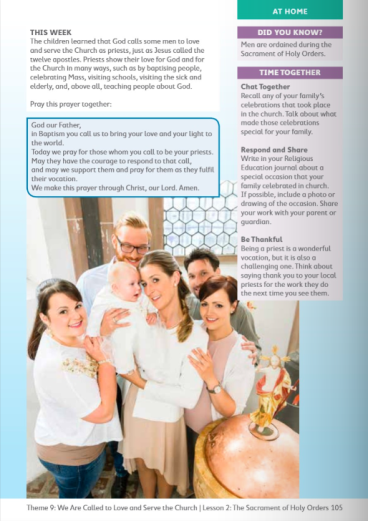 AT HOME
THIS WEEK
The children learned that God calls some men to love
and serve the Church as priests, just as Jesus called the
twelve apostles. Priests show their love for God and for
the Church in many ways, such as by baptising people,
celebrating Mass, visiting schools, visiting the sick and
elderly, and, above all, teaching people about God.
Pray this prayer together:
God our Father,
in Baptism you call us to bring your love and your light to
the world.
Today we pray for those whom you call to be your priests.
May they have the courage to respond to that call,
and may we support them and pray for them as they fulfil
their vocation.
We make this prayer through Christ, our Lord. Amen.
DID YOU KNOW?
Men are ordained during the
Sacrament of Holy Orders.
TIME TOGETHER
Chat Together
Recall any of your family's
celebrations that took place
in the church. Talk about what
made those celebrations
special for your family.
Respond and Share
Write in your Religious
Education journal about a
special occasion that your
family celebrated in church.
If possible, include a photo or
drawing of the occasion. Share
your work with your parent or
guardian.
Be Thankful
Being a priest is a wonderful
vocation, but it is also a
challenging one. Think about
saying thank you to your local
priests for the work they do
the next time you see them.
Theme 9: We Are Called to Love and Serve the Church | Lesson 2: The Sacrament of Holy Orders 105